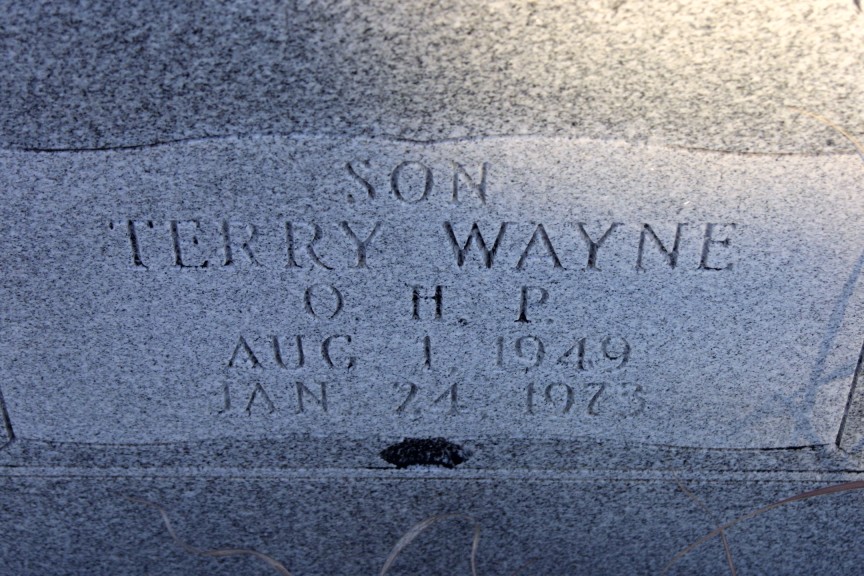 SON
TERRY WAYNE
O. H. P.
AUG. 1, 1949
JAN. 24, 1973